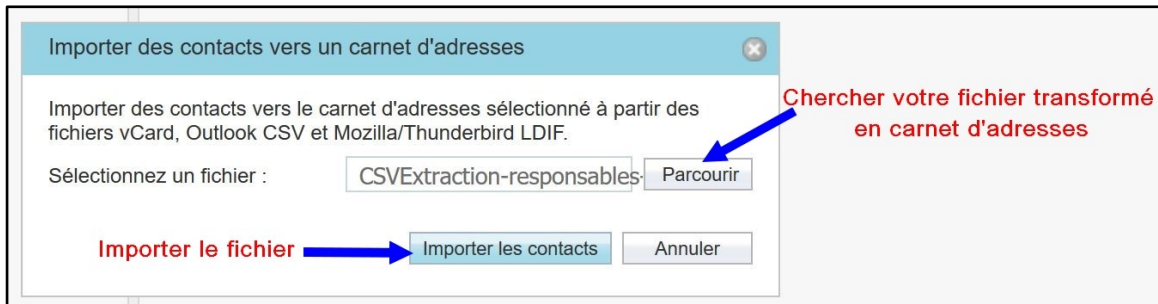 Importer des contacts vers un carnet d'adresses
Importer des contacts vers le carnet d'adresses sélectionné à partir des
fichiers vCard, Outlook CSV et Mozilla/Thunderbird LDIF.
Chercher votre fichier transformé
en carnet d'adresses
Sélectionnez un fichier : CSVExtraction-responsables- Parcourir
Importer le fichier Importer les contacts Annuler